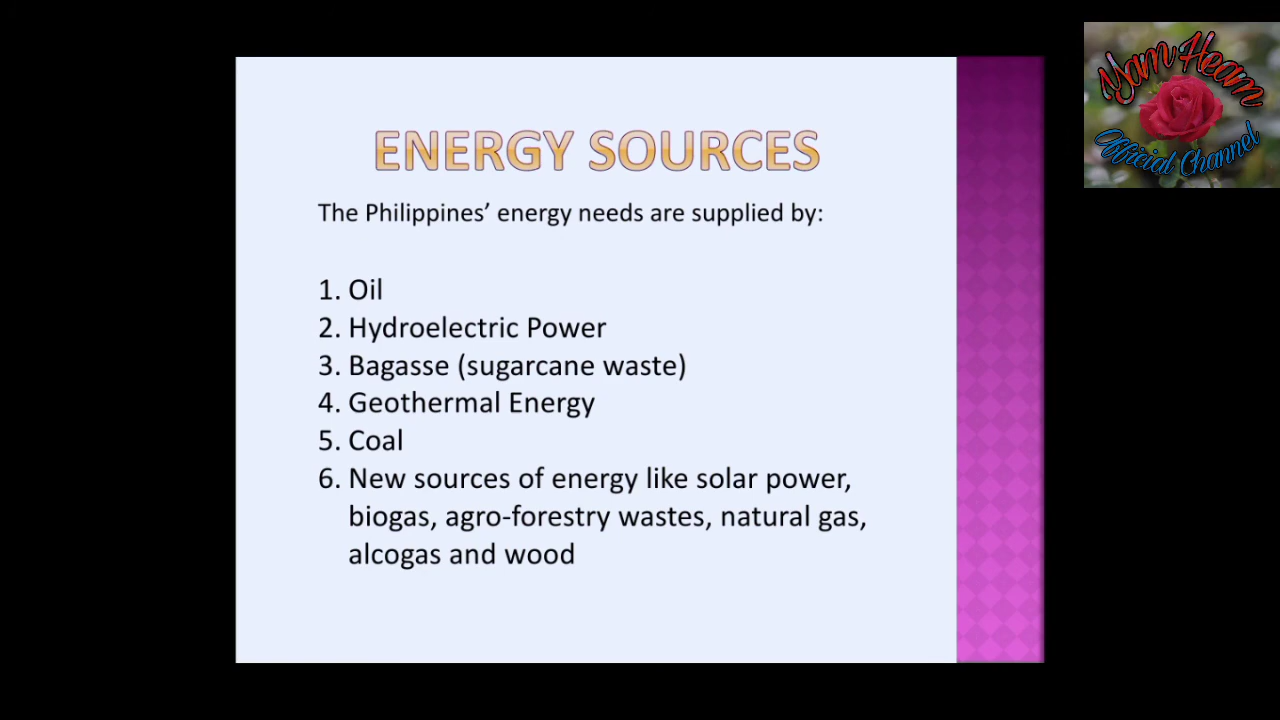 Yam Heam
Official Channel
ENERGY SOURCES
The Philippines’ energy needs are supplied by:
1. Oil
2. Hydroelectric Power
3. Bagasse (sugarcane waste)
4. Geothermal Energy
5. Coal
6. New sources of energy like solar power,
biogas, agro-forestry wastes, natural gas,
alcogas and wood